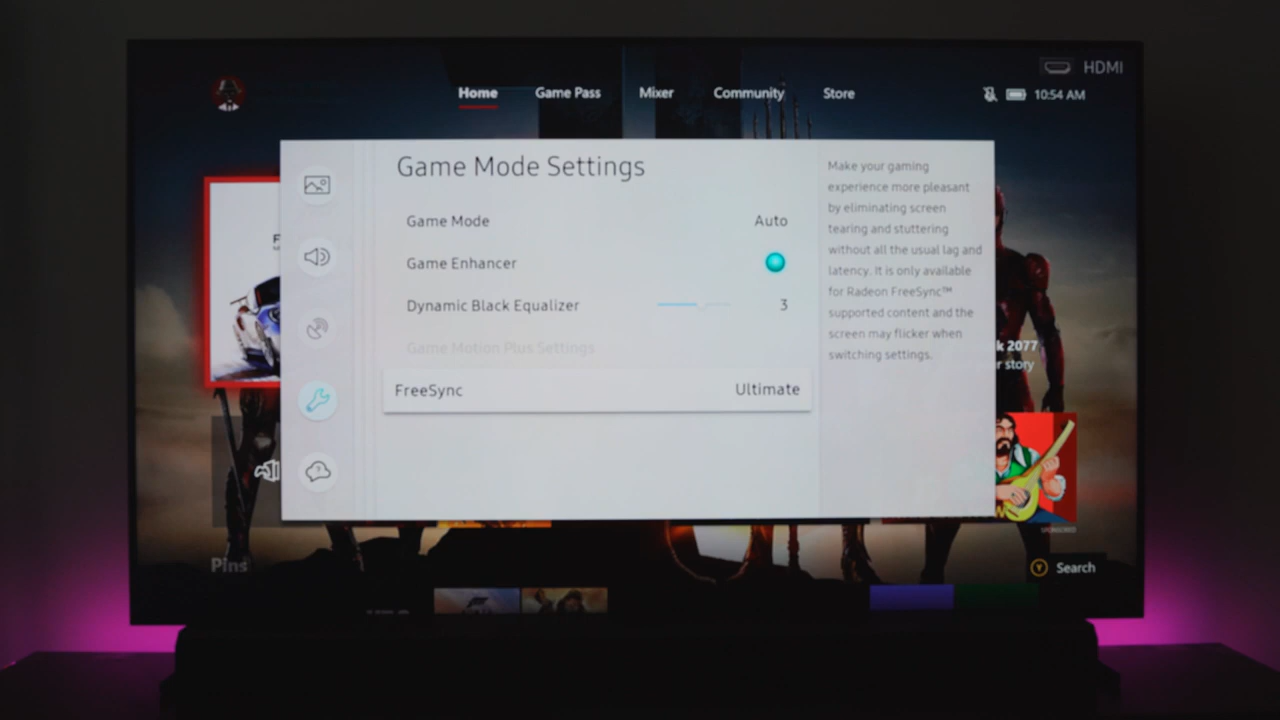 HDMI
Home Game Pass Mixer Community Store
10:54 AM
Game Mode Settings
Game Mode Auto
Game Enhancer
Dynamic Black Equalizer 3
Game Motion Plus Settings
FreeSync Ultimate
Make your gaming
experience more pleasant
by eliminating screen
tearing and stuttering
without all the usual lag and
latency. It is only available
for Radeon FreeSync™
supported content and the
screen may flicker when
switching settings.
k 2077
r story
SPONSORED
Pins
Y Search